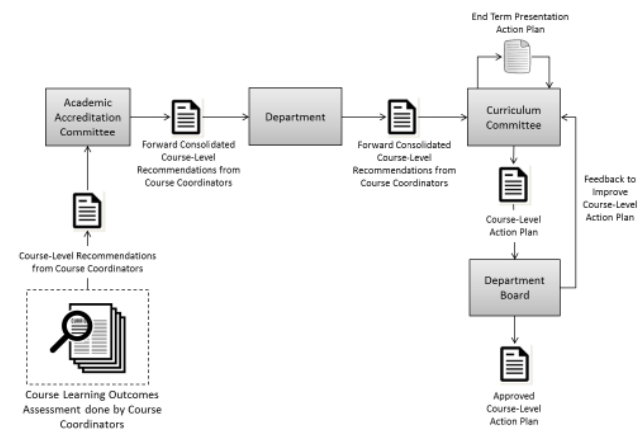 End Term Presentation
Action Plan
Academic
Accreditation
Committee
Department
Curriculum
Committee
Forward Consolidated
Course-Level
Recommendations from
Course Coordinators
Forward Consolidated
Course-Level
Recommendations from
Course Coordinators
Feedback to
Improve
Course-Level
Action Plan
Course-Level
Action Plan
Course-Level Recommendations
from Course Coordinators
Department
Board
Course Learning Outcomes
Assessment done by Course
Coordinators
Approved
Course-Level
Action Plan